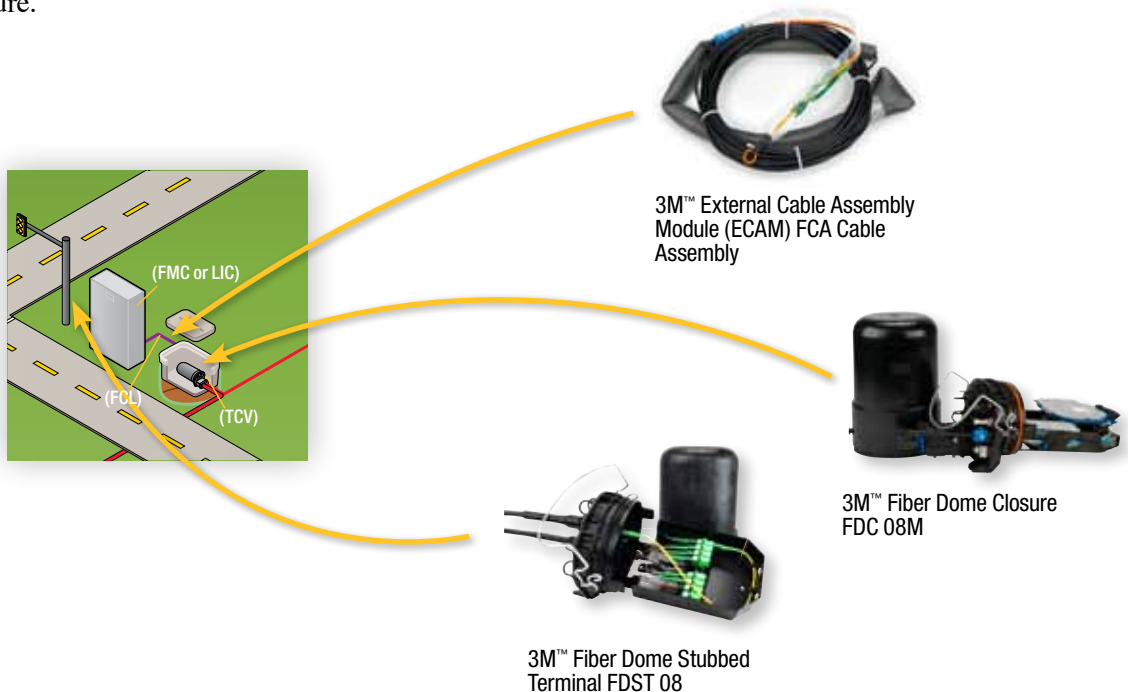 ure.
3M™ External Cable Assembly
Module (ECAM) FCA Cable
Assembly
(FMC or LIC)
(FCL)
(TCV)
3M™ Fiber Dome Closure
FDC 08M
3M™ Fiber Dome Stubbed
Terminal FDST 08